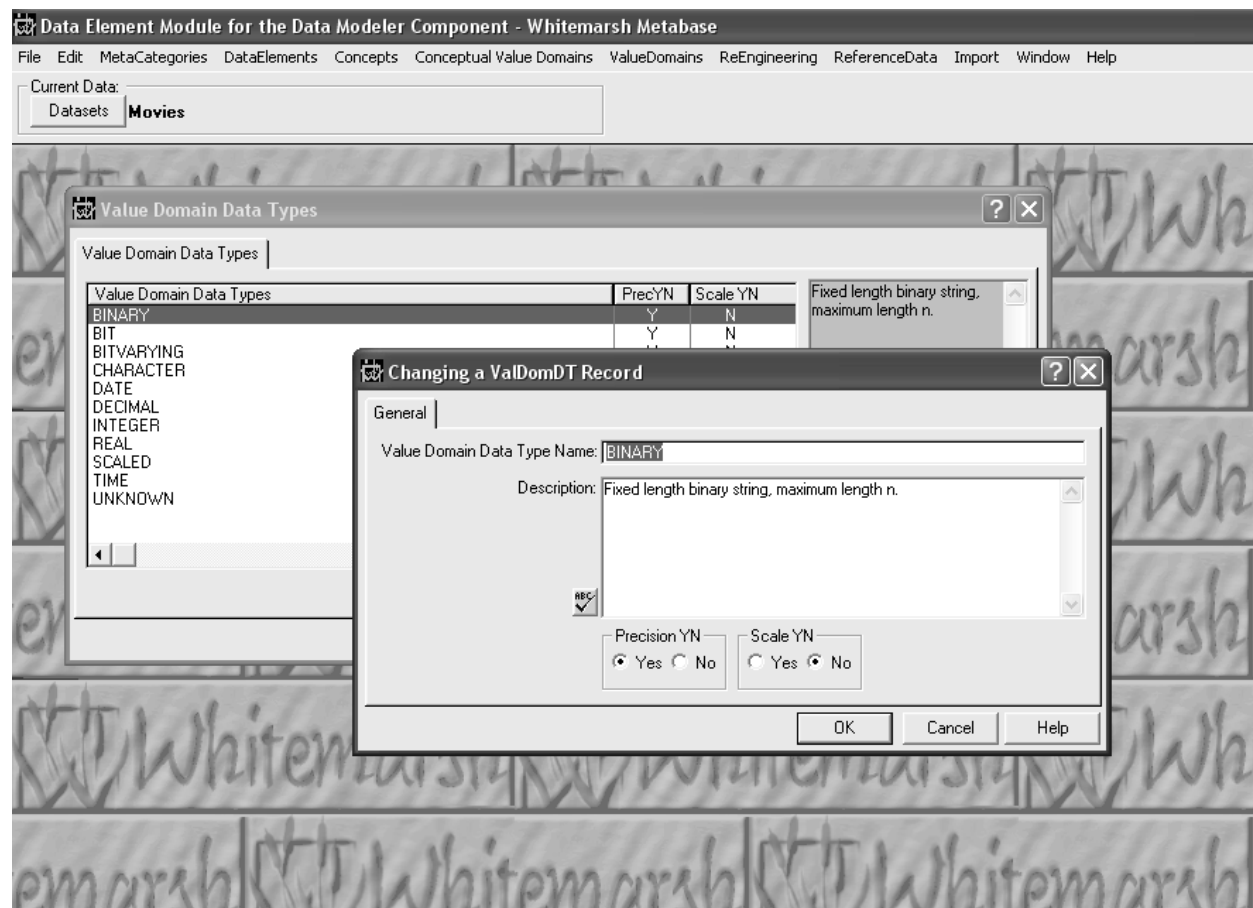 Data Element Module for the Data Modeler Component - Whitemarsh Metabase
File Edit MetaCategories DataElements Concepts Conceptual Value Domains ValueDomains ReEngineering ReferenceData Import Window Help
Current Data:
Datasets Movies
Value Domain Data Types
Value Domain Data Types
Value Domain Data Types PrecYN Scale YN
BINARY Y N
BIT Y N
BITVARYING
CHARACTER
DATE
DECIMAL
INTEGER
REAL
SCALED
TIME
UNKNOWN
Fixed length binary string,
maximum length n.
Changing a ValDomDT Record
General
Value Domain Data Type Name: BINARY
Description: Fixed length binary string, maximum length n.
ABC
Precision YN Scale YN
Yes No Yes No
OK Cancel Help
Whitemarsh
Whitemarsh